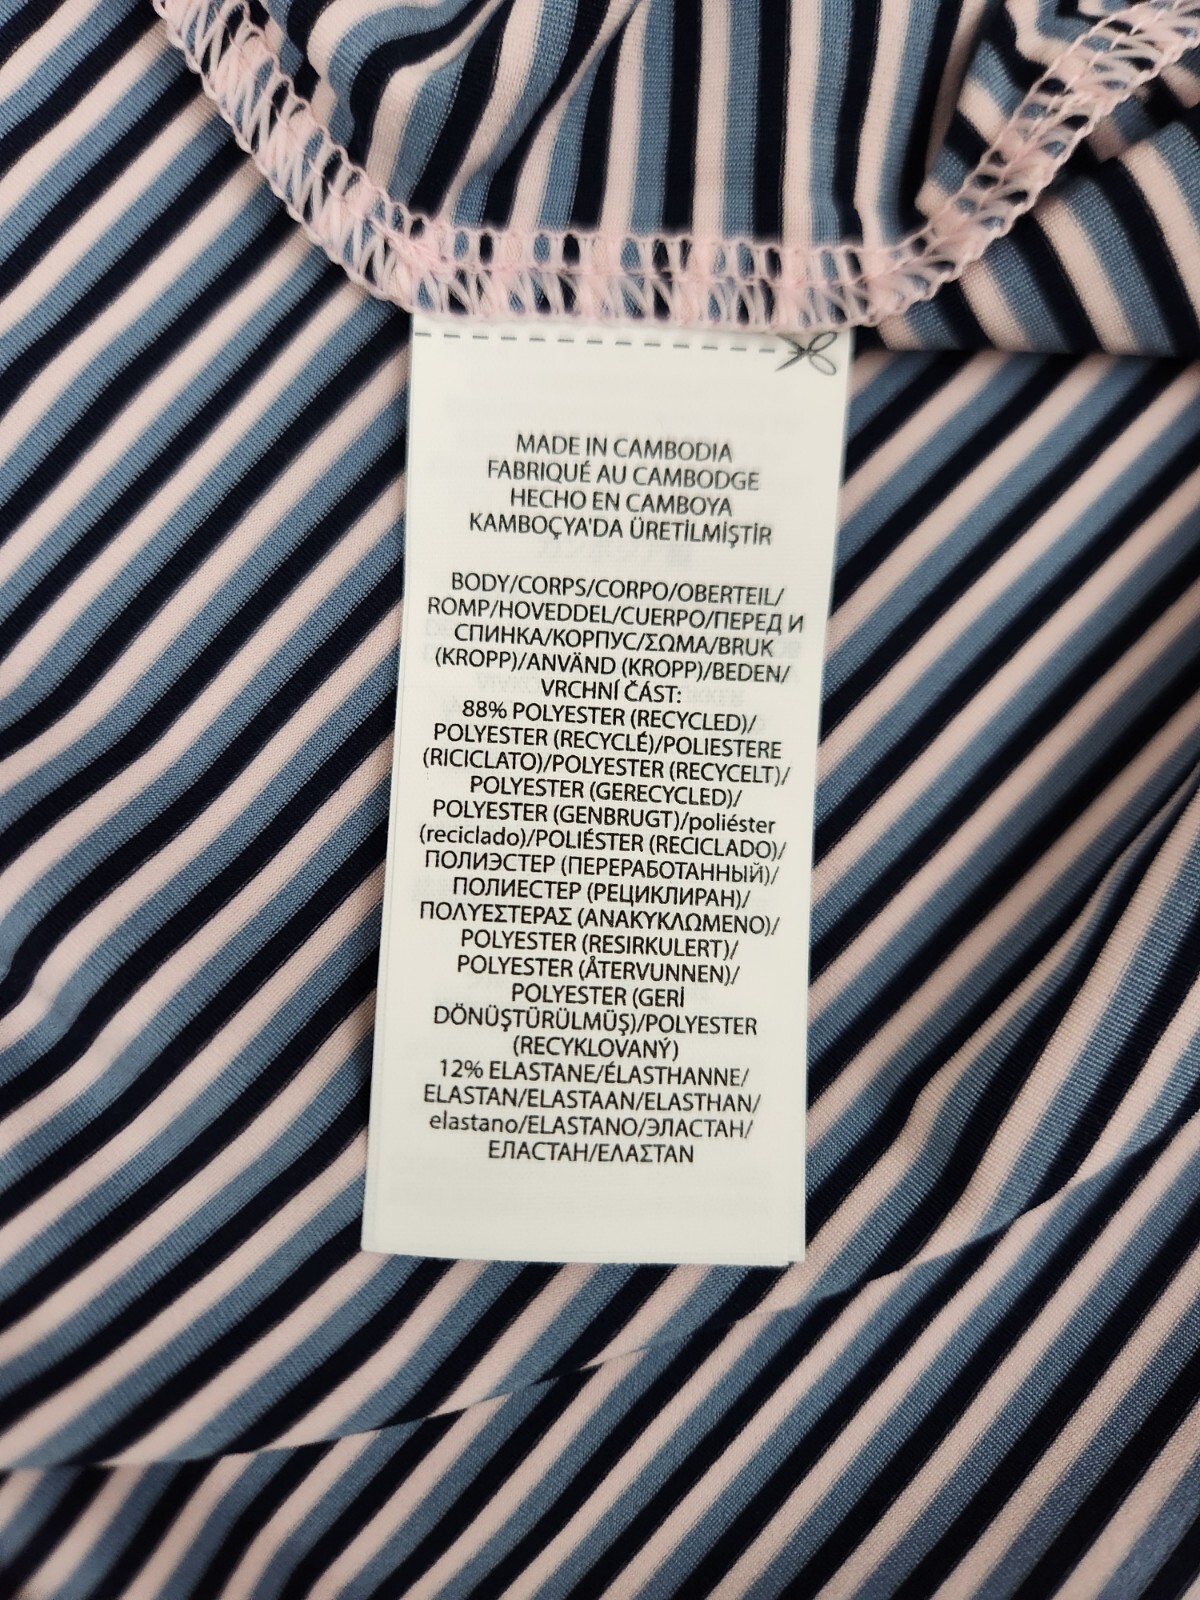 MADE IN CAMBODIA
FABRIQUÉ AU CAMBODGE
HECHO EN CAMBOYA
KAMBOÇYA'DA ÜRETİLMİŞTİR
BODY/CORPS/CORPO/OBERTEIL/
ROMP/HOVEDDEL/CUERPO/ПЕРЕД И
СПИНКА/КОРПУС/ΣΩΜΑ/BRUK
(KROPP)/ANVÄND (KROPP)/BEDEN/
VRCHNÍ ČÁST:
88% POLYESTER (RECYCLED)/
POLYESTER (RECYCLÉ)/POLIESTERE
(RICICLATO)/POLYESTER (RECYCELT)/
POLYESTER (GERECYCLED)/
POLYESTER (GENBRUGT)/poliéster
(reciclado)/POLIÉSTER (RECICLADO)/
ПОЛИЭСТЕР (ПЕРЕРАБОТАННЫЙ)/
ПОЛИЕСТЕР (РЕЦИКЛИРАН)/
ΠΟΛΥΕΣΤΕΡΑΣ (ΑΝΑΚΥΚΛΩΜΕΝΟ)/
POLYESTER (RESIRKULERT)/
POLYESTER (ÅTERVUNNEN)/
POLYESTER (GERİ
DÖNÜŞTÜRÜLMÜŞ)/POLYESTER
(RECYKLOVANÝ)
12% ELASTANE/ÉLASTHANNE/
ELASTAN/ELASTAAN/ELASTHAN/
elastano/ELASTANO/ЭЛАСТАН/
ЕЛАСТАН/ΕΛΑΣΤΑΝ